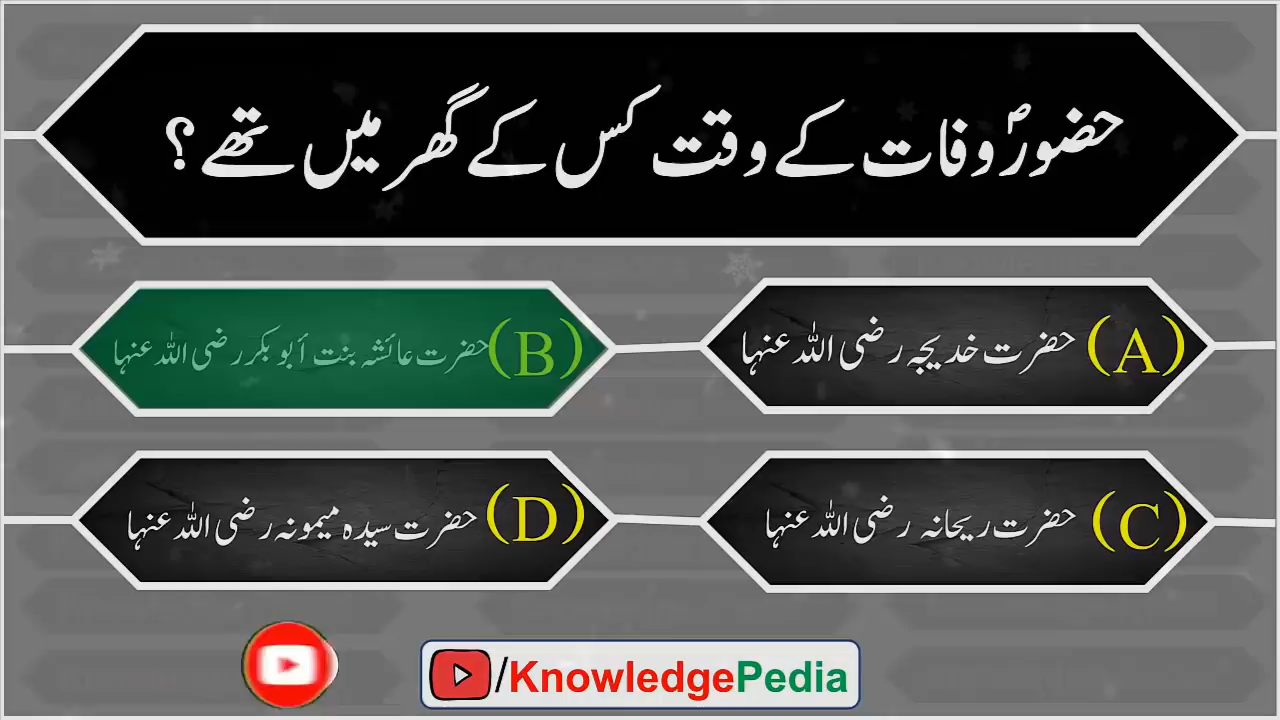 حضورؐ وفات کے وقت کس کے گھر میں تھے؟
(A) حضرت خدیجہ رضی اللہ عنہا
(B) حضرت عائشہ بنت أبو بکر رضی اللہ عنہا
(C) حضرت ریحانہ رضی اللہ عنہا
(D) حضرت سیدہ میمونہ رضی اللہ عنہا
/KnowledgePedia